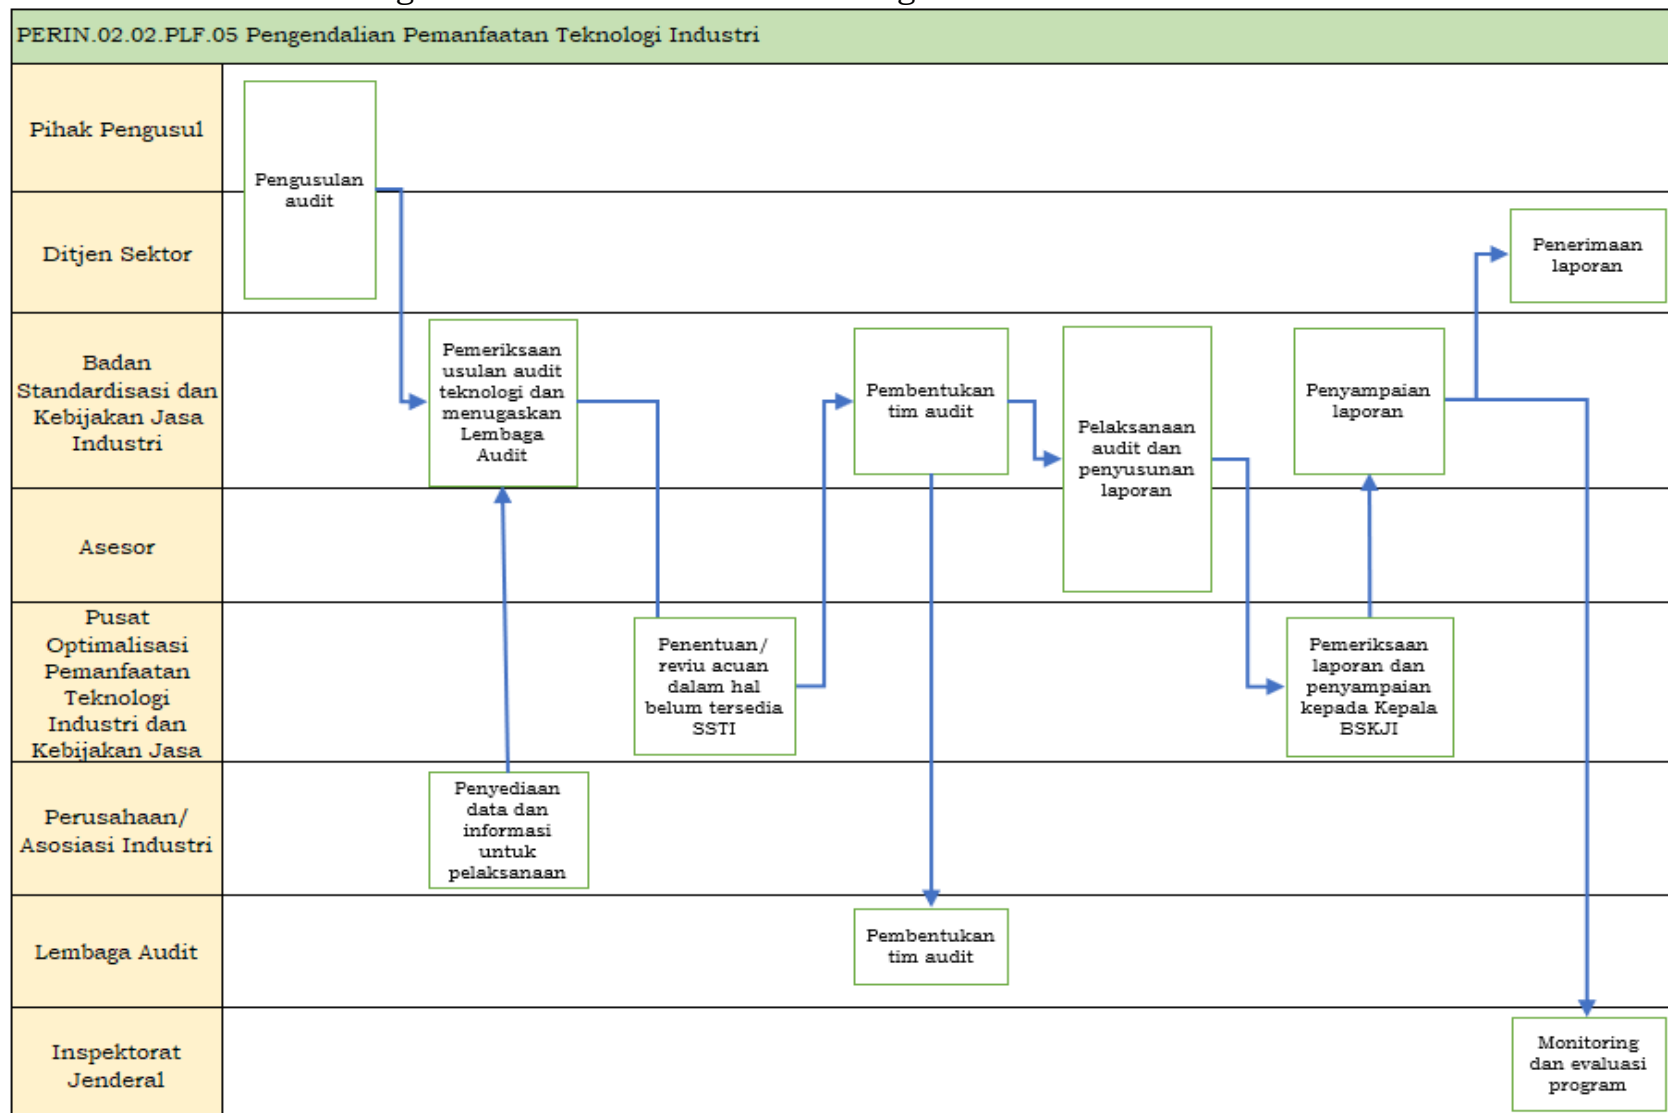 PERIN.02.02.PLF.05 Pengendalian Pemanfaatan Teknologi Industri
Pihak Pengusul
Pengusulan
audit
Ditjen Sektor
Penerimaan
laporan
Badan
Standardisasi dan
Kebijakan Jasa
Industri
Pemeriksaan
usulan audit
teknologi dan
menugaskan
Lembaga
Audit
Pembentukan
tim audit
Pelaksanaan
audit dan
penyusunan
laporan
Penyampaian
laporan
Asesor
Pusat
Optimalisasi
Pemanfaatan
Teknologi
Industri dan
Kebijakan Jasa
Penentuan/
reviu acuan
dalam hal
belum tersedia
SSTI
Pemeriksaan
laporan dan
penyampaian
kepada Kepala
BSKJI
Perusahaan/
Asosiasi Industri
Penyediaan
data dan
informasi
untuk
pelaksanaan
Lembaga Audit
Pembentukan
tim audit
Inspektorat
Jenderal
Monitoring
dan evaluasi
program